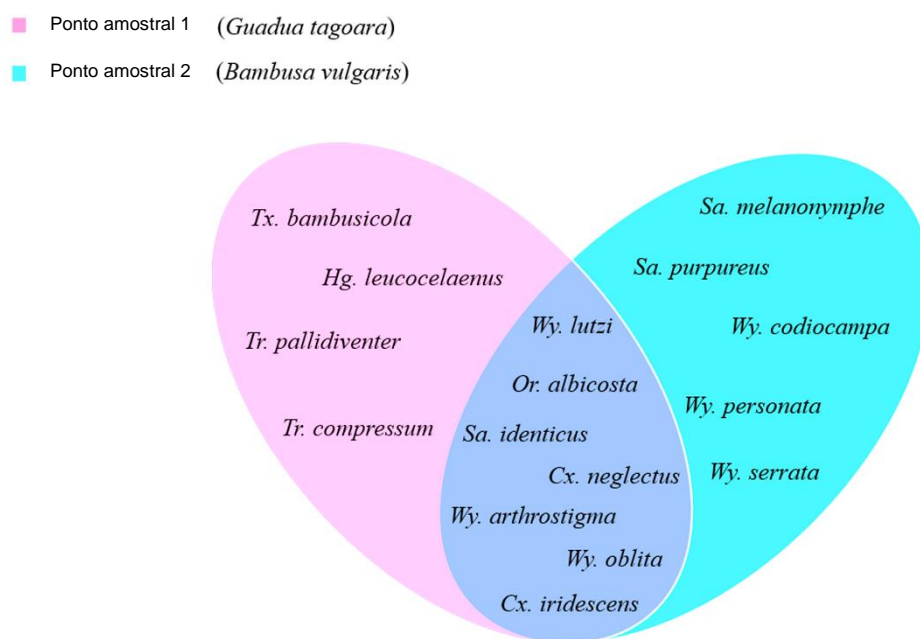 Ponto amostral 1 (Guadua tagoara)
Ponto amostral 2 (Bambusa vulgaris)
Tx. bambusicola
Hg. leucocelaenus
Tr. pallidiventer
Tr. compressum
Wy. lutzi
Or. albicosta
Sa. identicus
Cx. neglectus
Wy. arthrostigma
Wy. oblita
Cx. iridescens
Sa. melanonymphe
Sa. purpureus
Wy. codiocampa
Wy. personata
Wy. serrata